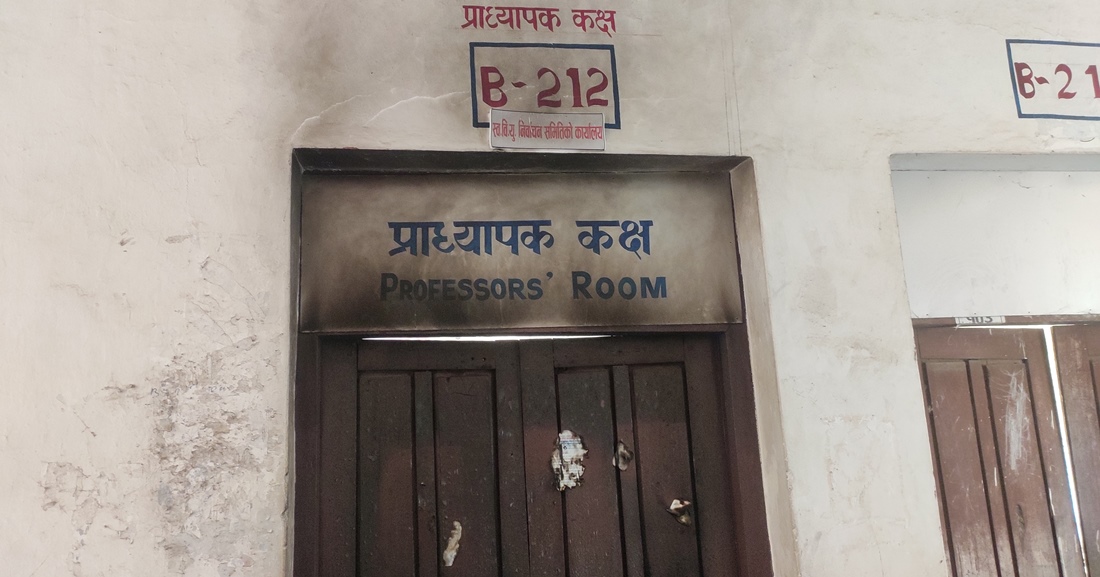 प्राध्यापक कक्ष
B-212
स्व.वि.यु. निर्वाचन समितिको कार्यालय
प्राध्यापक कक्ष
PROFESSORS' ROOM
B-21